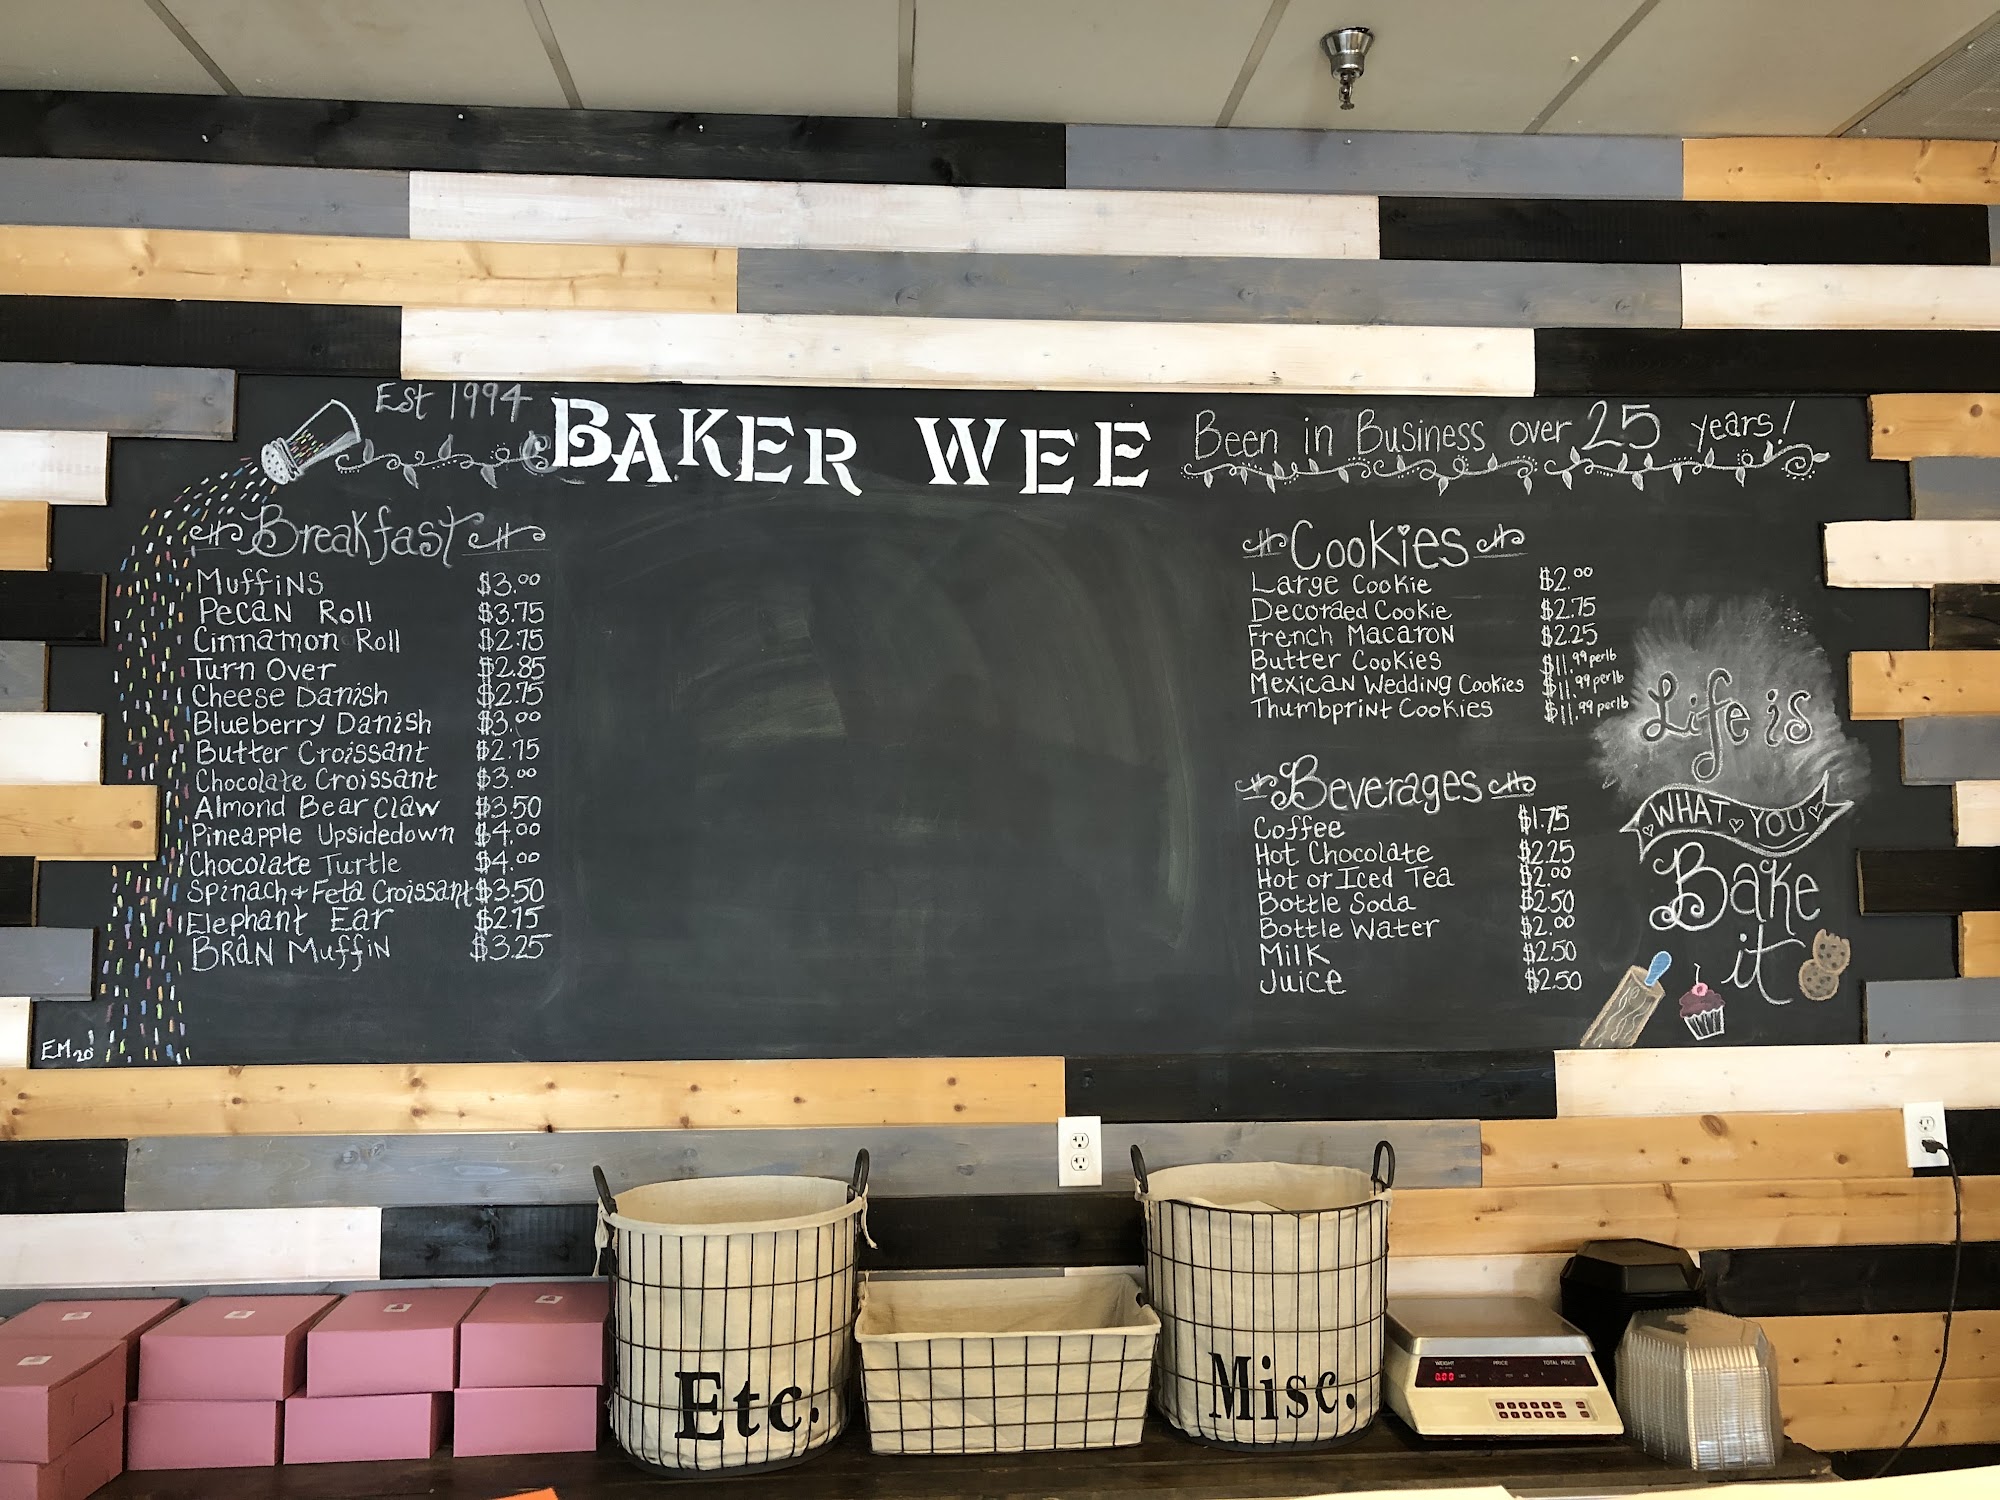 Est 1994
BAKER WEE
Been in Business over 25 years!
Breakfast
Muffins $3.00
Pecan Roll $3.75
Cinnamon Roll $2.75
Turn Over $2.85
Cheese Danish $2.75
Blueberry Danish $3.00
Butter Croissant $2.75
Chocolate Croissant $3.00
Almond Bear Claw $3.50
Pineapple Upsidedown $4.00
Chocolate Turtle $4.00
Spinach + Feta Croissant $3.50
Elephant Ear $2.75
Bran Muffin $3.25
EM 20'
Cookies
Large Cookie $2.00
Decoraed Cookie $2.75
French Macaron $2.25
Butter Cookies $11.99 per lb
Mexican Wedding Cookies $11.99 per lb
Thumbprint Cookies $11.99 per lb
Beverages
Coffee $1.75
Hot Chocolate $2.25
Hot or Iced Tea $2.00
Bottle Soda $2.50
Bottle Water $2.00
Milk $2.50
Juice $2.50
Life is
WHAT YOU
Bake
it
Etc.
Misc.
WEIGHT PRICE TOTAL PRICE
0.00